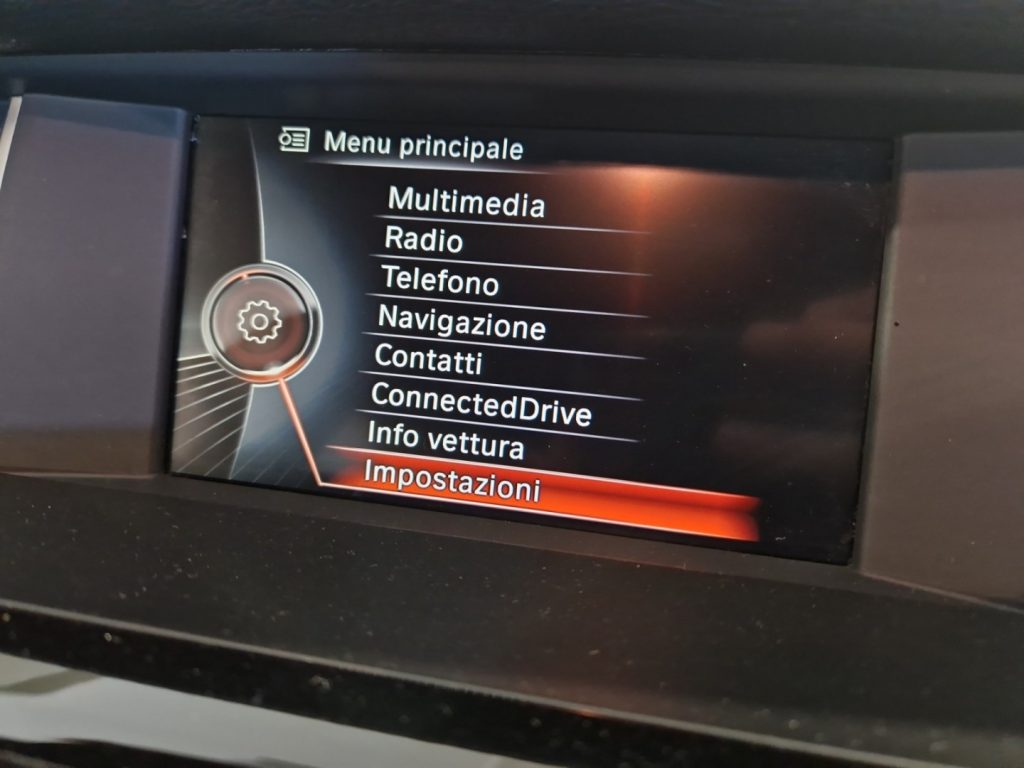 Menu principale
Multimedia
Radio
Telefono
Navigazione
Contatti
ConnectedDrive
Info vettura
Impostazioni